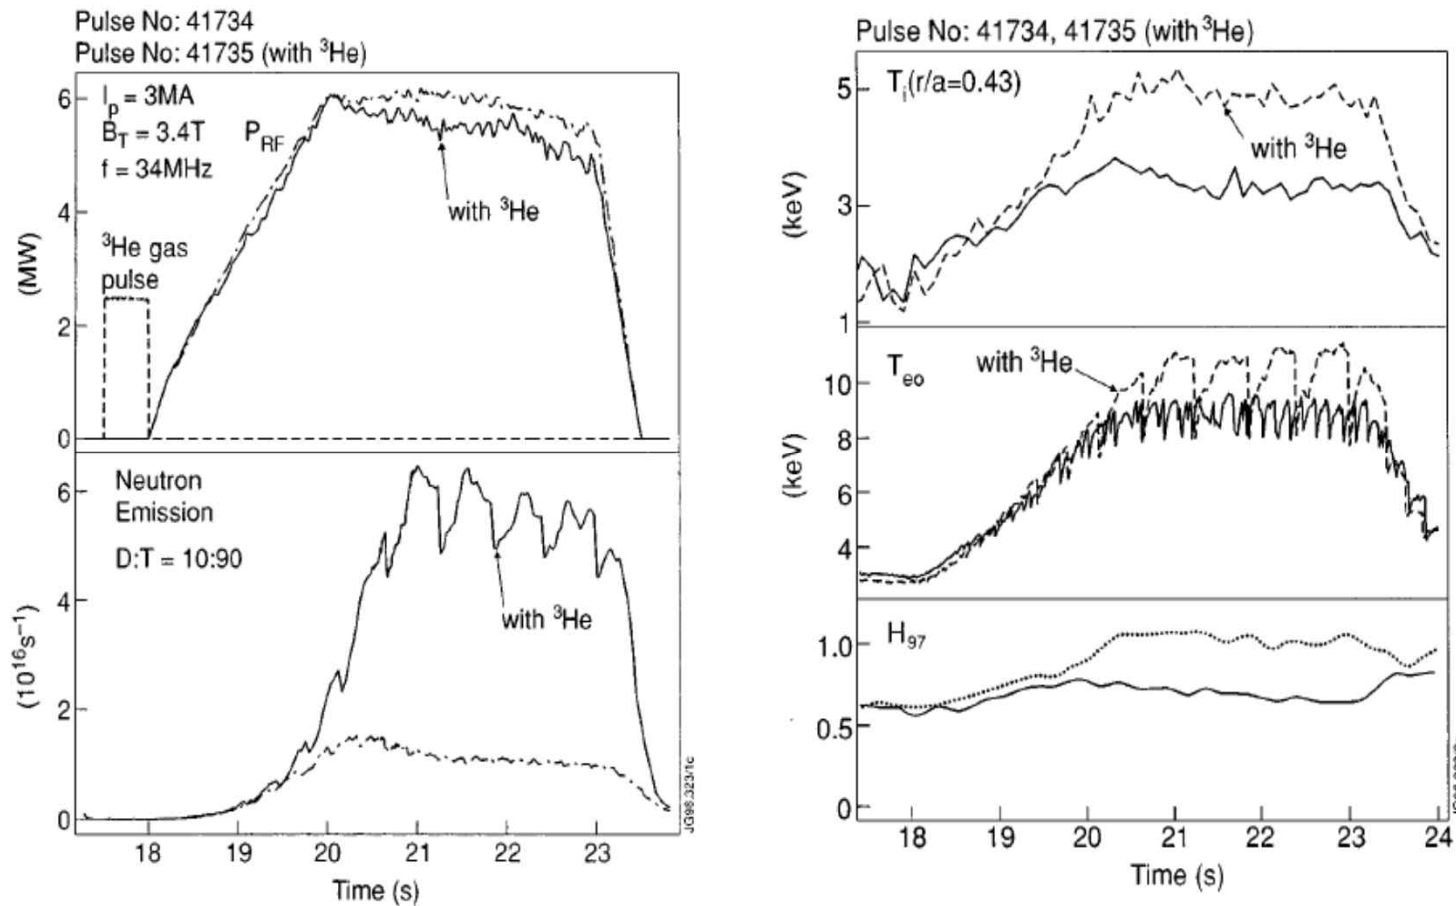 Pulse No: 41734
Pulse No: 41735 (with ³He)
I_p = 3MA
B_T = 3.4T
f = 34MHz
P_RF
with ³He
³He gas
pulse
(MW)
6
4
2
0
Neutron
Emission
D:T = 10:90
with ³He
(10¹⁶s⁻¹)
6
4
2
0
18 19 20 21 22 23
Time (s)
JG98.323/1c
Pulse No: 41734, 41735 (with ³He)
T_i(r/a=0.43)
with ³He
(keV)
5
3
1
T_eo
with ³He
(keV)
10
8
6
4
H_97
1.0
0.5
0
18 19 20 21 22 23 24
Time (s)